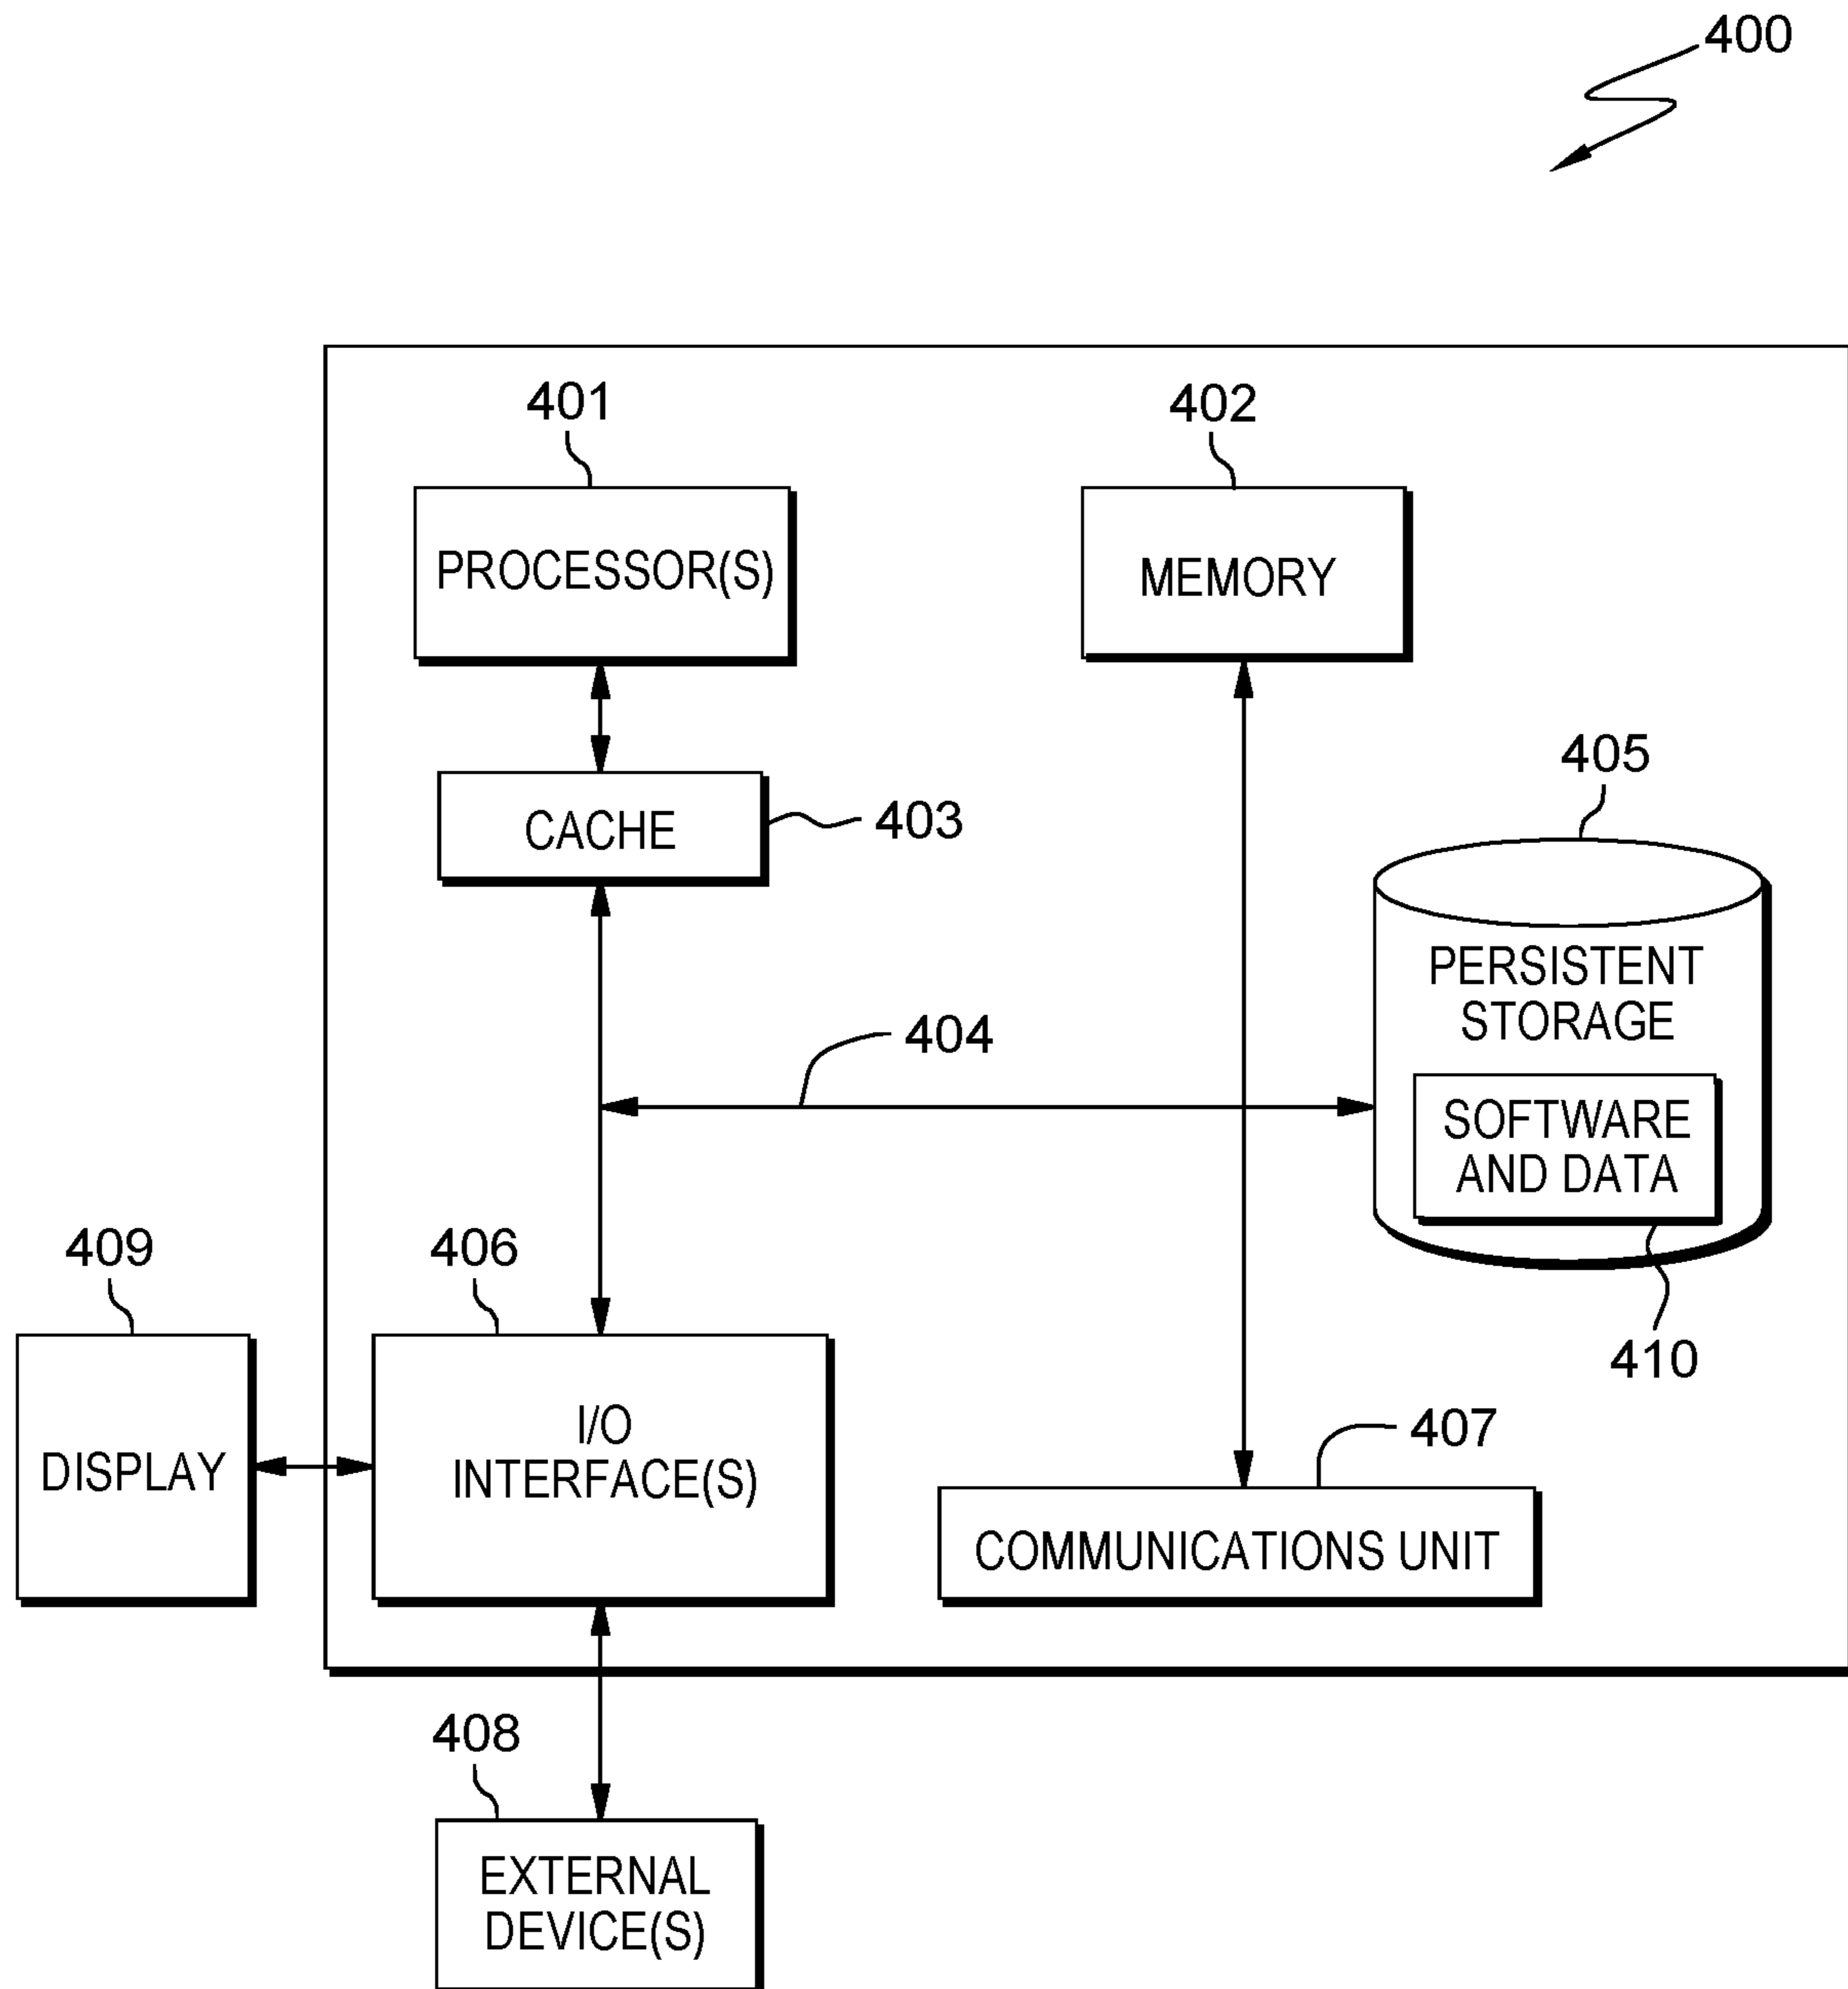 400
401
402
PROCESSOR(S)
MEMORY
405
CACHE
403
PERSISTENT
STORAGE
404
SOFTWARE
AND DATA
409
406
410
I/O
INTERFACE(S)
DISPLAY
407
COMMUNICATIONS UNIT
408
EXTERNAL
DEVICE(S)